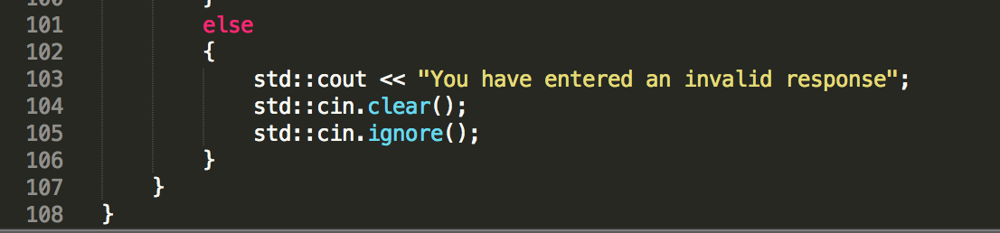 100 }
101 else
102 {
103 std::cout << "You have entered an invalid response";
104 std::cin.clear();
105 std::cin.ignore();
106 }
107 }
108 }